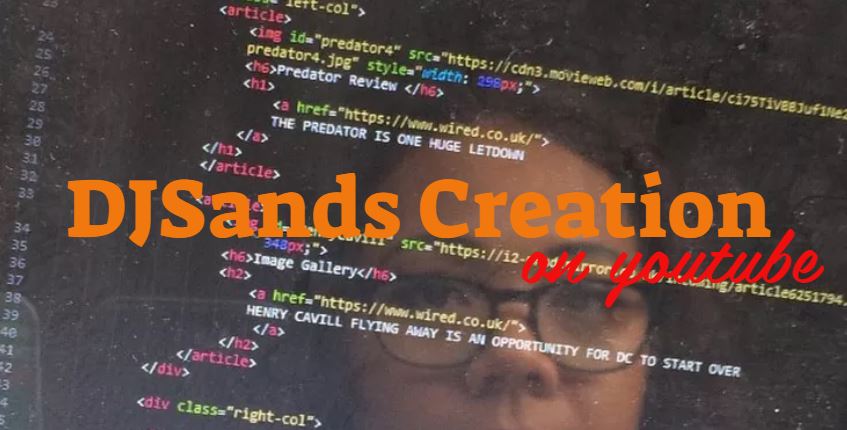 left-col">
<article>
<img id="predator4" src="https://cdn3.movieweb.com/i/article/
predator4.jpg" style="width: 298px;">
<h6>Predator Review </h6>
<h1>
<a href="https://www.wired.co.uk/">
THE PREDATOR IS ONE HUGE LETDOWN
</a>
</h1>
</article>
DJSands Creation
on youtube
348px;"> src="https://i2-
<h6>Image Gallery</h6>
<h2>
<a href="https://www.wired.co.uk/">
HENRY CAVILL FLYING AWAY IS AN OPPORTUNITY FOR DC TO START OVER
</a>
</h2>
</article>
</div>
<div class="right-col">